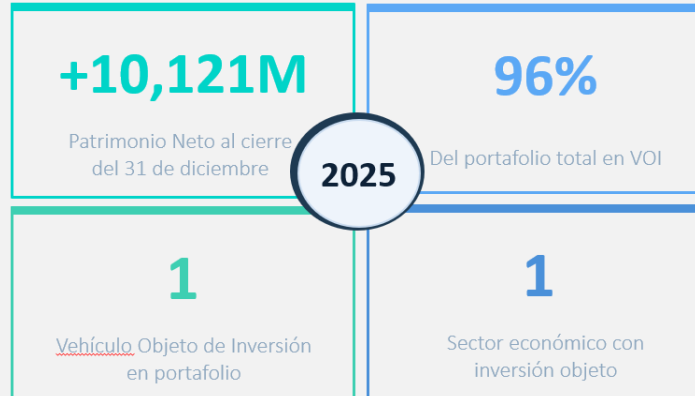 +10,121M
Patrimonio Neto al cierre
del 31 de diciembre
96%
Del portafolio total en VOI
2025
1
Vehículo Objeto de Inversión
en portafolio
1
Sector económico con
inversión objeto